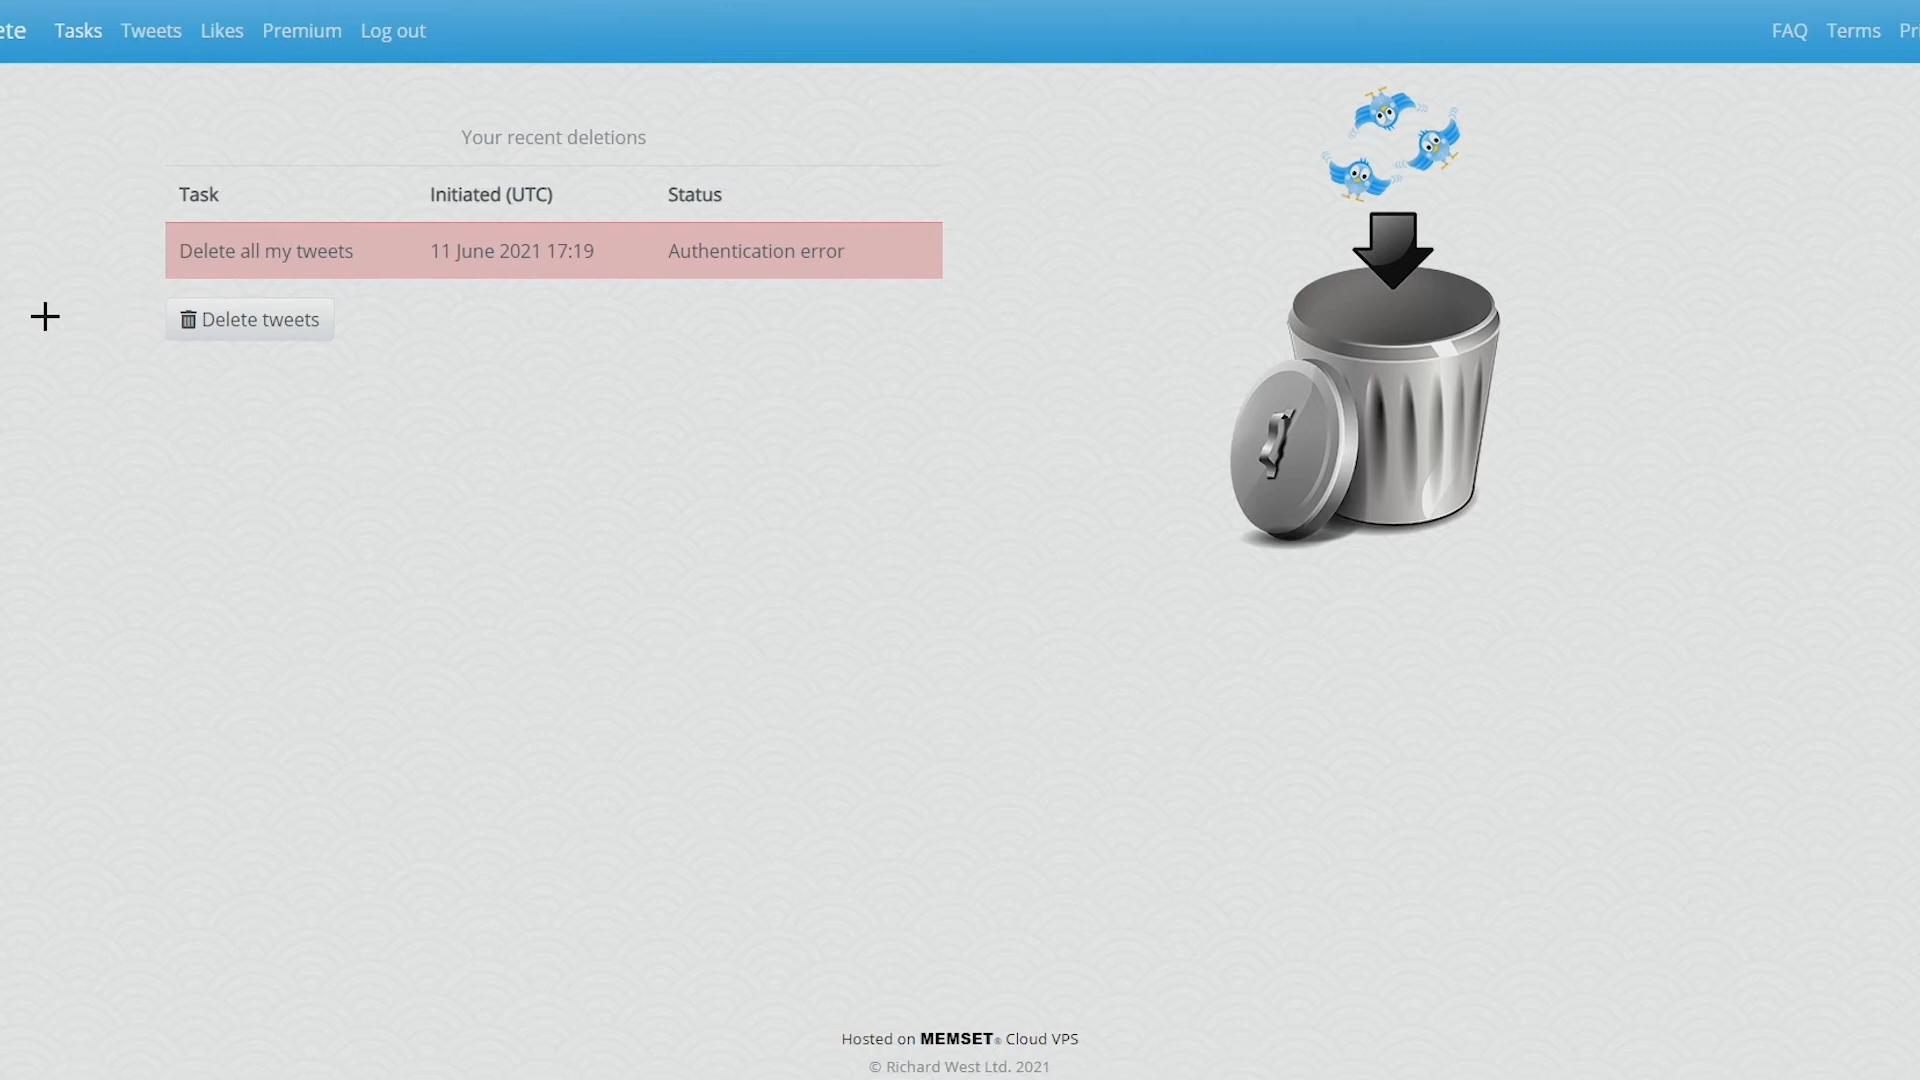 ete Tasks Tweets Likes Premium Log out FAQ Terms Pri
Your recent deletions
Task Initiated (UTC) Status
Delete all my tweets 11 June 2021 17:19 Authentication error
Delete tweets
Hosted on MEMSET® Cloud VPS
© Richard West Ltd. 2021